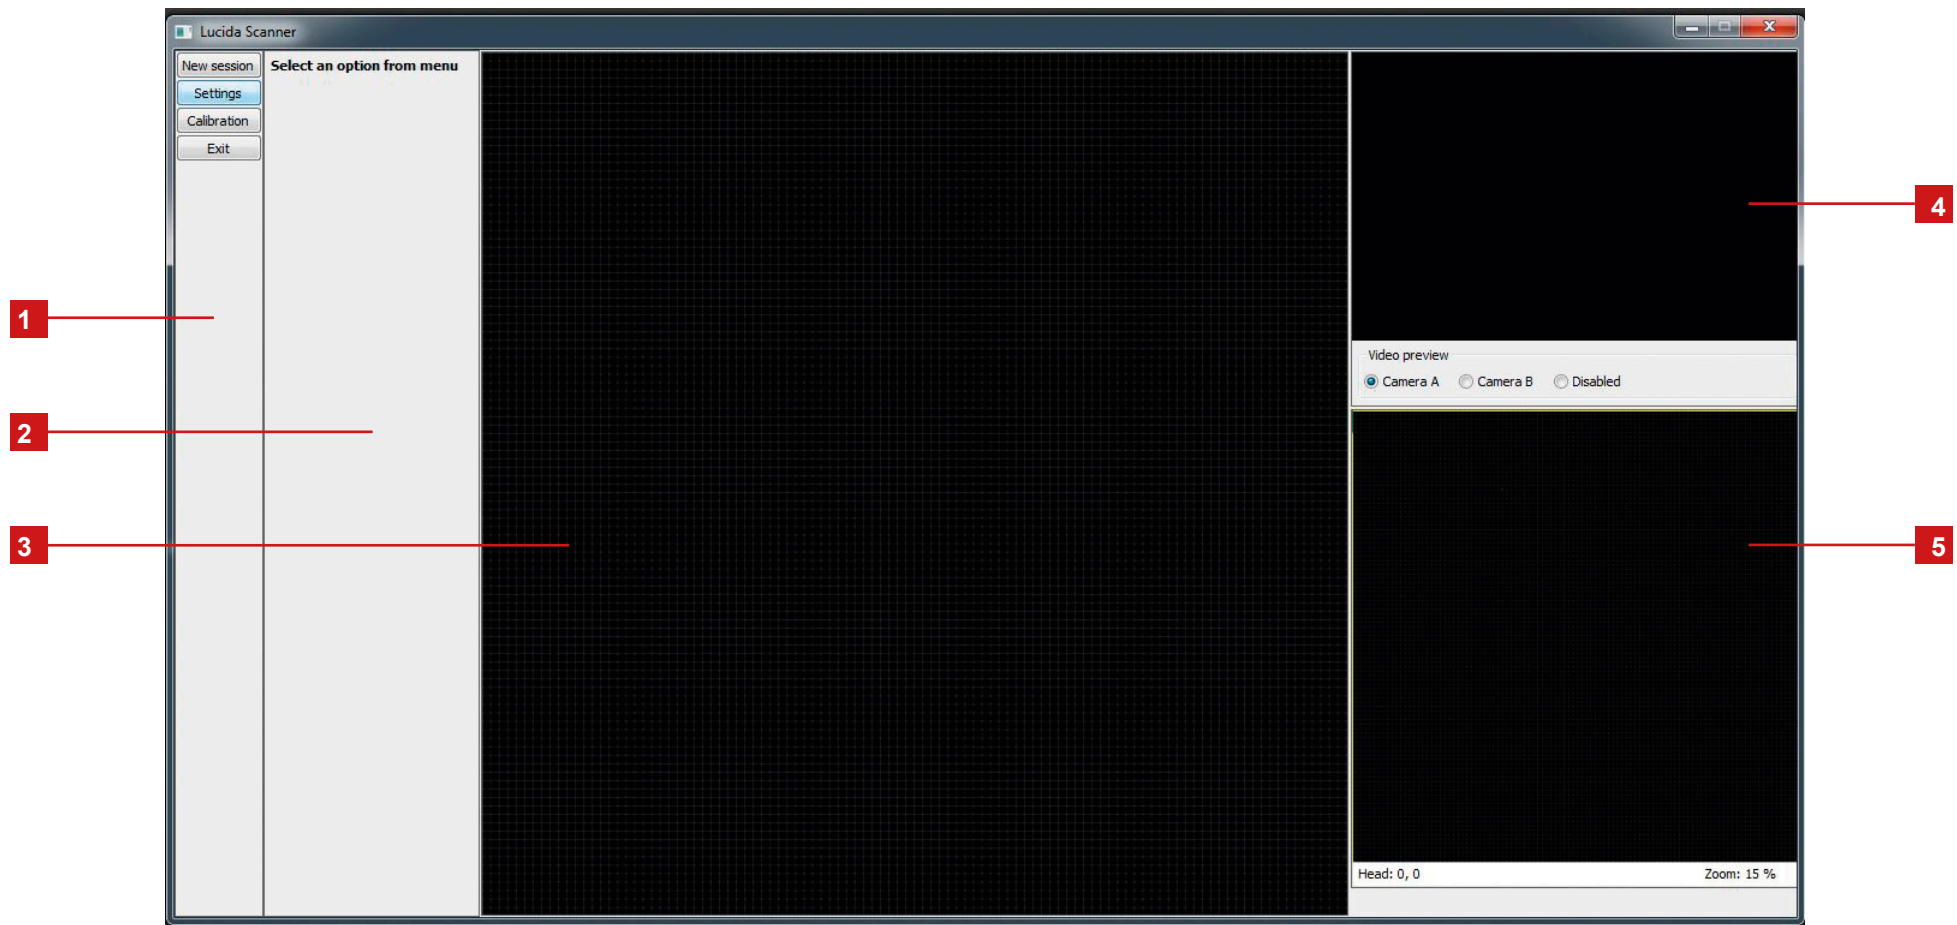 Lucida Scanner
New session
Select an option from menu
Settings
Calibration
Exit
4
1
Video preview
Camera A
Camera B
Disabled
2
3
5
Head: 0, 0
Zoom: 15 %